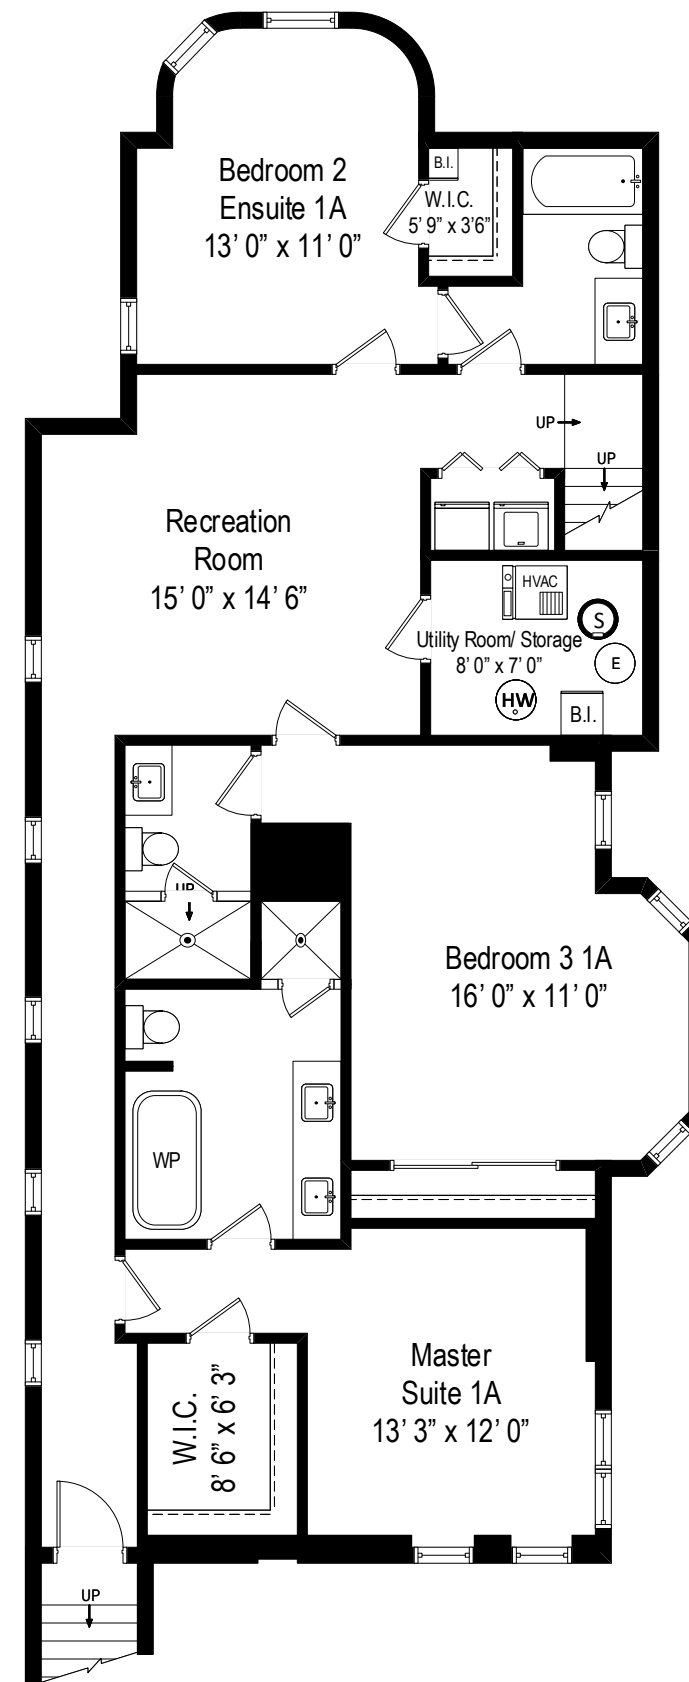 Bedroom 2
Ensuite 1A
13' 0" x 11' 0"
B.I.
W.I.C.
5' 9" x 3'6"
UP
UP
Recreation
Room
15' 0" x 14' 6"
HVAC
S
Utility Room/ Storage
8' 0" x 7' 0"
E
HW
B.I.
UP
Bedroom 3 1A
16' 0" x 11' 0"
WP
Master
Suite 1A
13' 3" x 12' 0"
W.I.C.
8' 6" x 6' 3"
UP